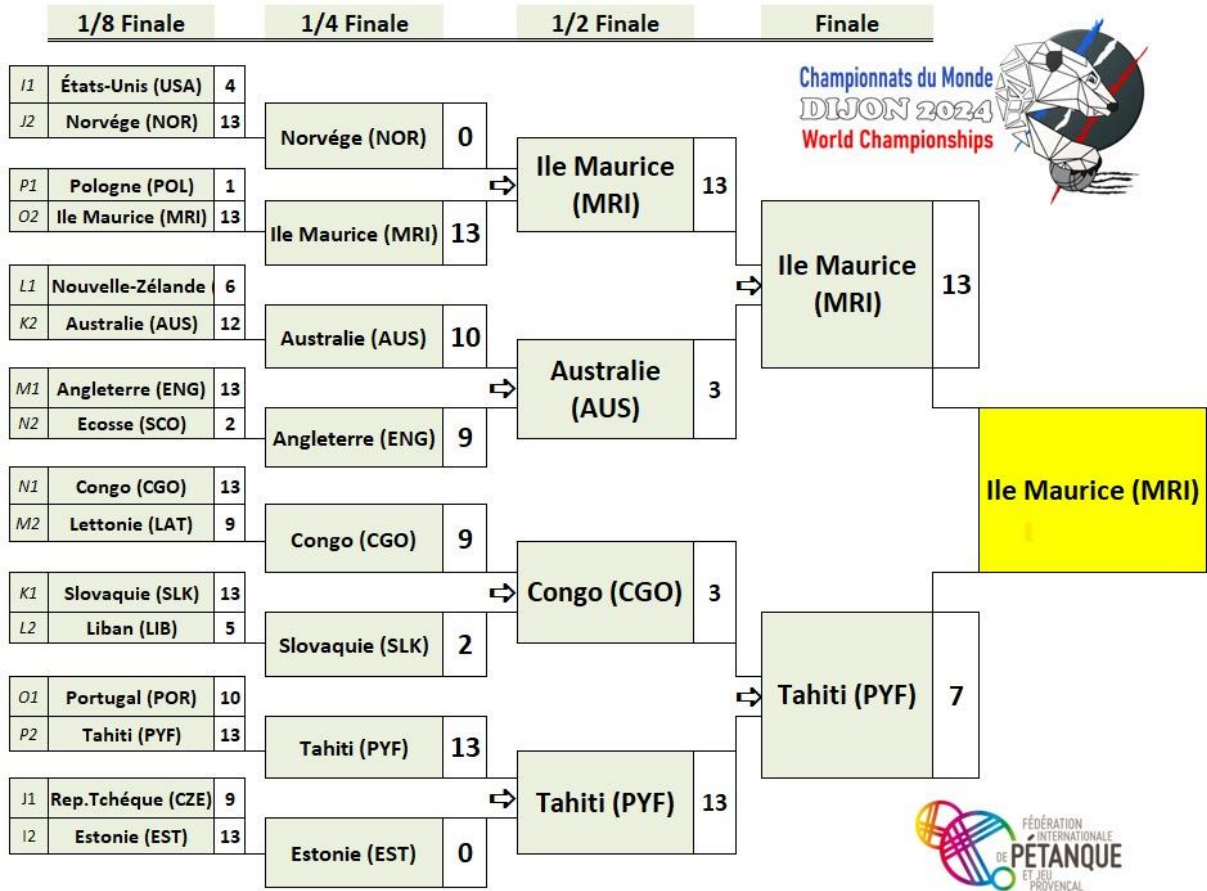 1/8 Finale 1/4 Finale 1/2 Finale Finale
Championnats du Monde
DIJON 2024
World Championships
I1 États-Unis (USA) 4
J2 Norvége (NOR) 13
P1 Pologne (POL) 1
O2 Ile Maurice (MRI) 13
L1 Nouvelle-Zélande ( 6
K2 Australie (AUS) 12
M1 Angleterre (ENG) 13
N2 Ecosse (SCO) 2
N1 Congo (CGO) 13
M2 Lettonie (LAT) 9
K1 Slovaquie (SLK) 13
L2 Liban (LIB) 5
O1 Portugal (POR) 10
P2 Tahiti (PYF) 13
J1 Rep.Tchéque (CZE) 9
I2 Estonie (EST) 13
Norvége (NOR) 0
Ile Maurice (MRI) 13
Australie (AUS) 10
Angleterre (ENG) 9
Congo (CGO) 9
Slovaquie (SLK) 2
Tahiti (PYF) 13
Estonie (EST) 0
Ile Maurice
(MRI) 13
Australie
(AUS) 3
Congo (CGO) 3
Tahiti (PYF) 13
Ile Maurice
(MRI) 13
Tahiti (PYF) 7
Ile Maurice (MRI)
FÉDÉRATION
INTERNATIONALE
DE PÉTANQUE
ET JEU
PROVENÇAL